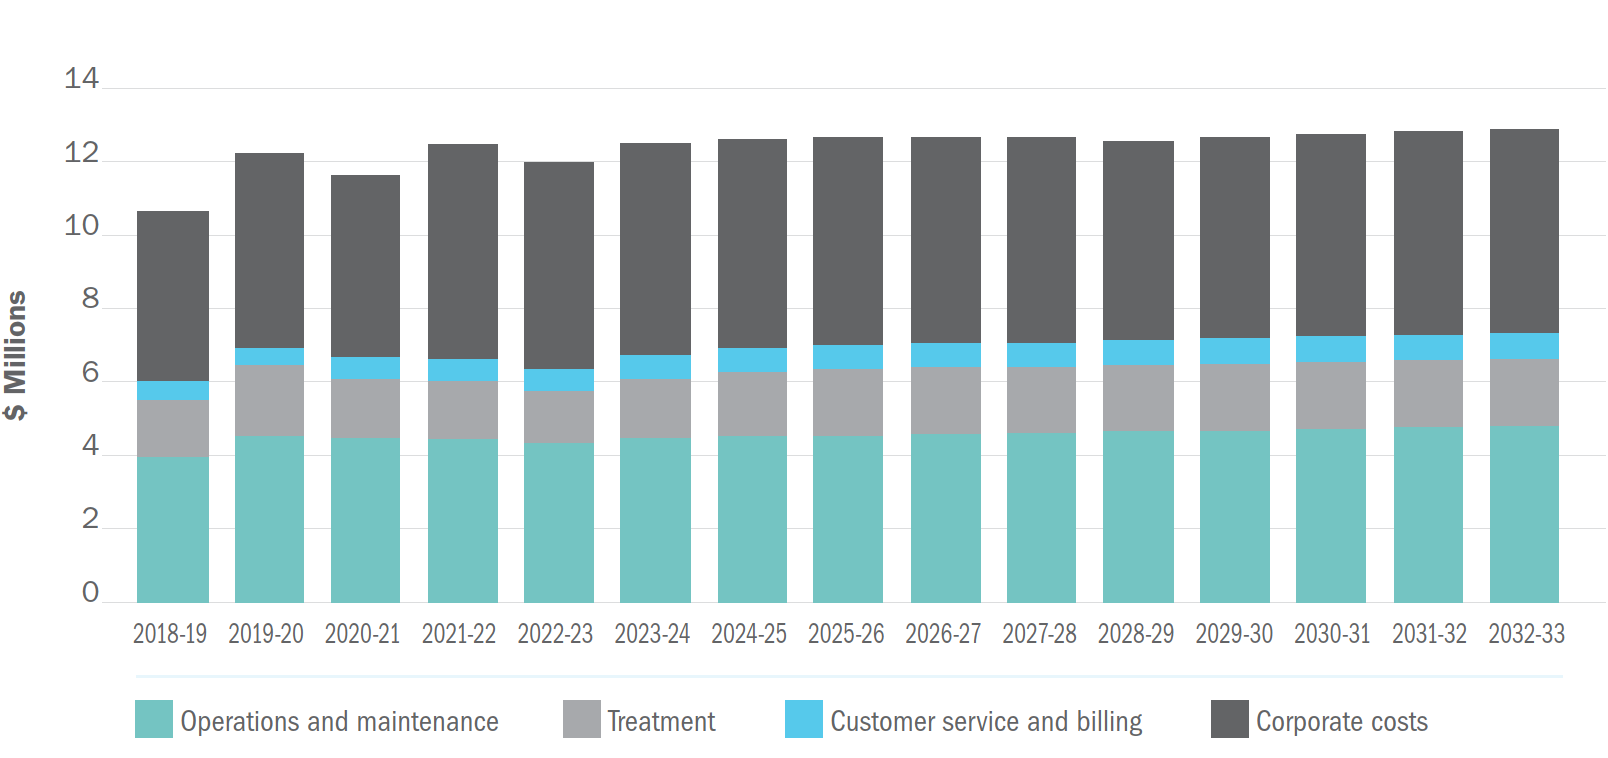 14
12
10
8
6
4
2
0
$ Millions
2018-19 2019-20 2020-21 2021-22 2022-23 2023-24 2024-25 2025-26 2026-27 2027-28 2028-29 2029-30 2030-31 2031-32 2032-33
Operations and maintenance Treatment Customer service and billing Corporate costs